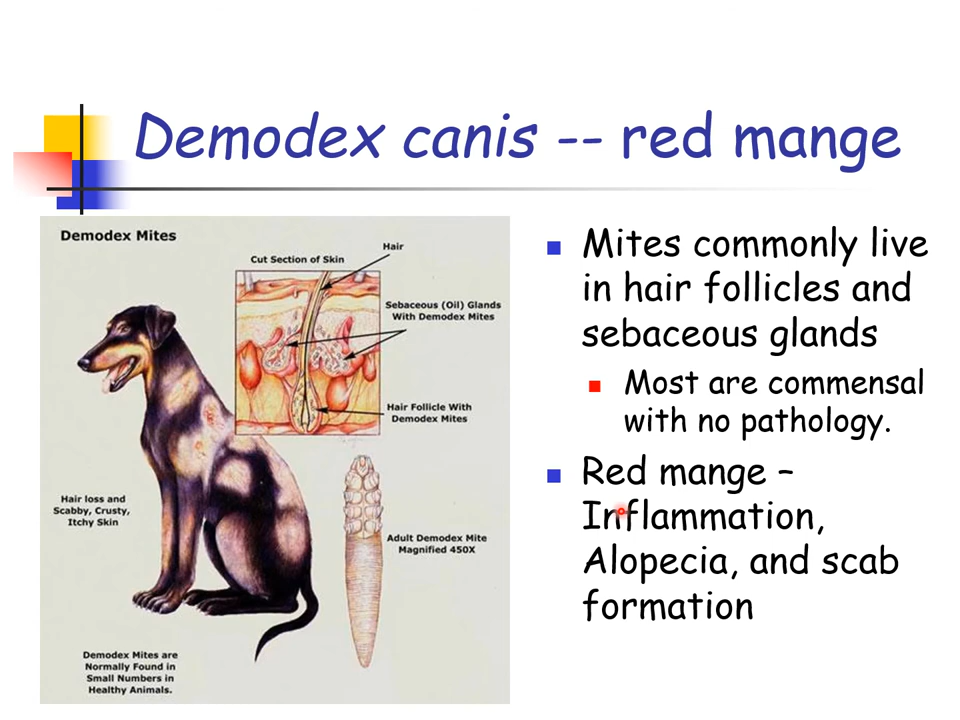 Demodex canis -- red mange
Demodex Mites
Hair
Cut Section of Skin
Sebaceous (Oil) Glands
With Demodex Mites
Hair Follicle With
Demodex Mites
Hair loss and
Scabby, Crusty,
Itchy Skin
Adult Demodex Mite
Magnified 450X
Demodex Mites are
Normally Found in
Small Numbers in
Healthy Animals.
Mites commonly live
in hair follicles and
sebaceous glands
Most are commensal
with no pathology.
Red mange –
Inflammation,
Alopecia, and scab
formation